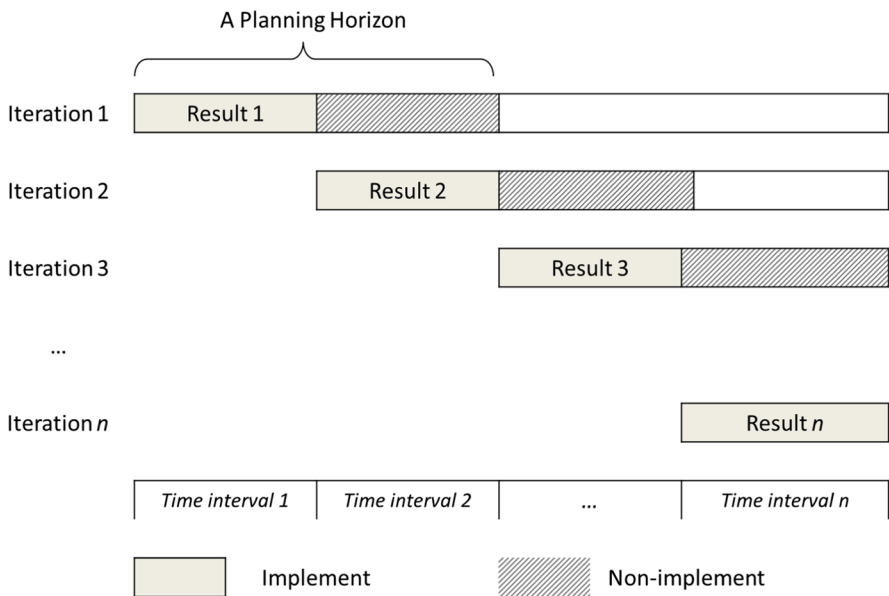 A Planning Horizon
Iteration 1
Result 1
Iteration 2
Result 2
Iteration 3
Result 3
...
Iteration n
Result n
Time interval 1
Time interval 2
...
Time interval n
Implement
Non-implement